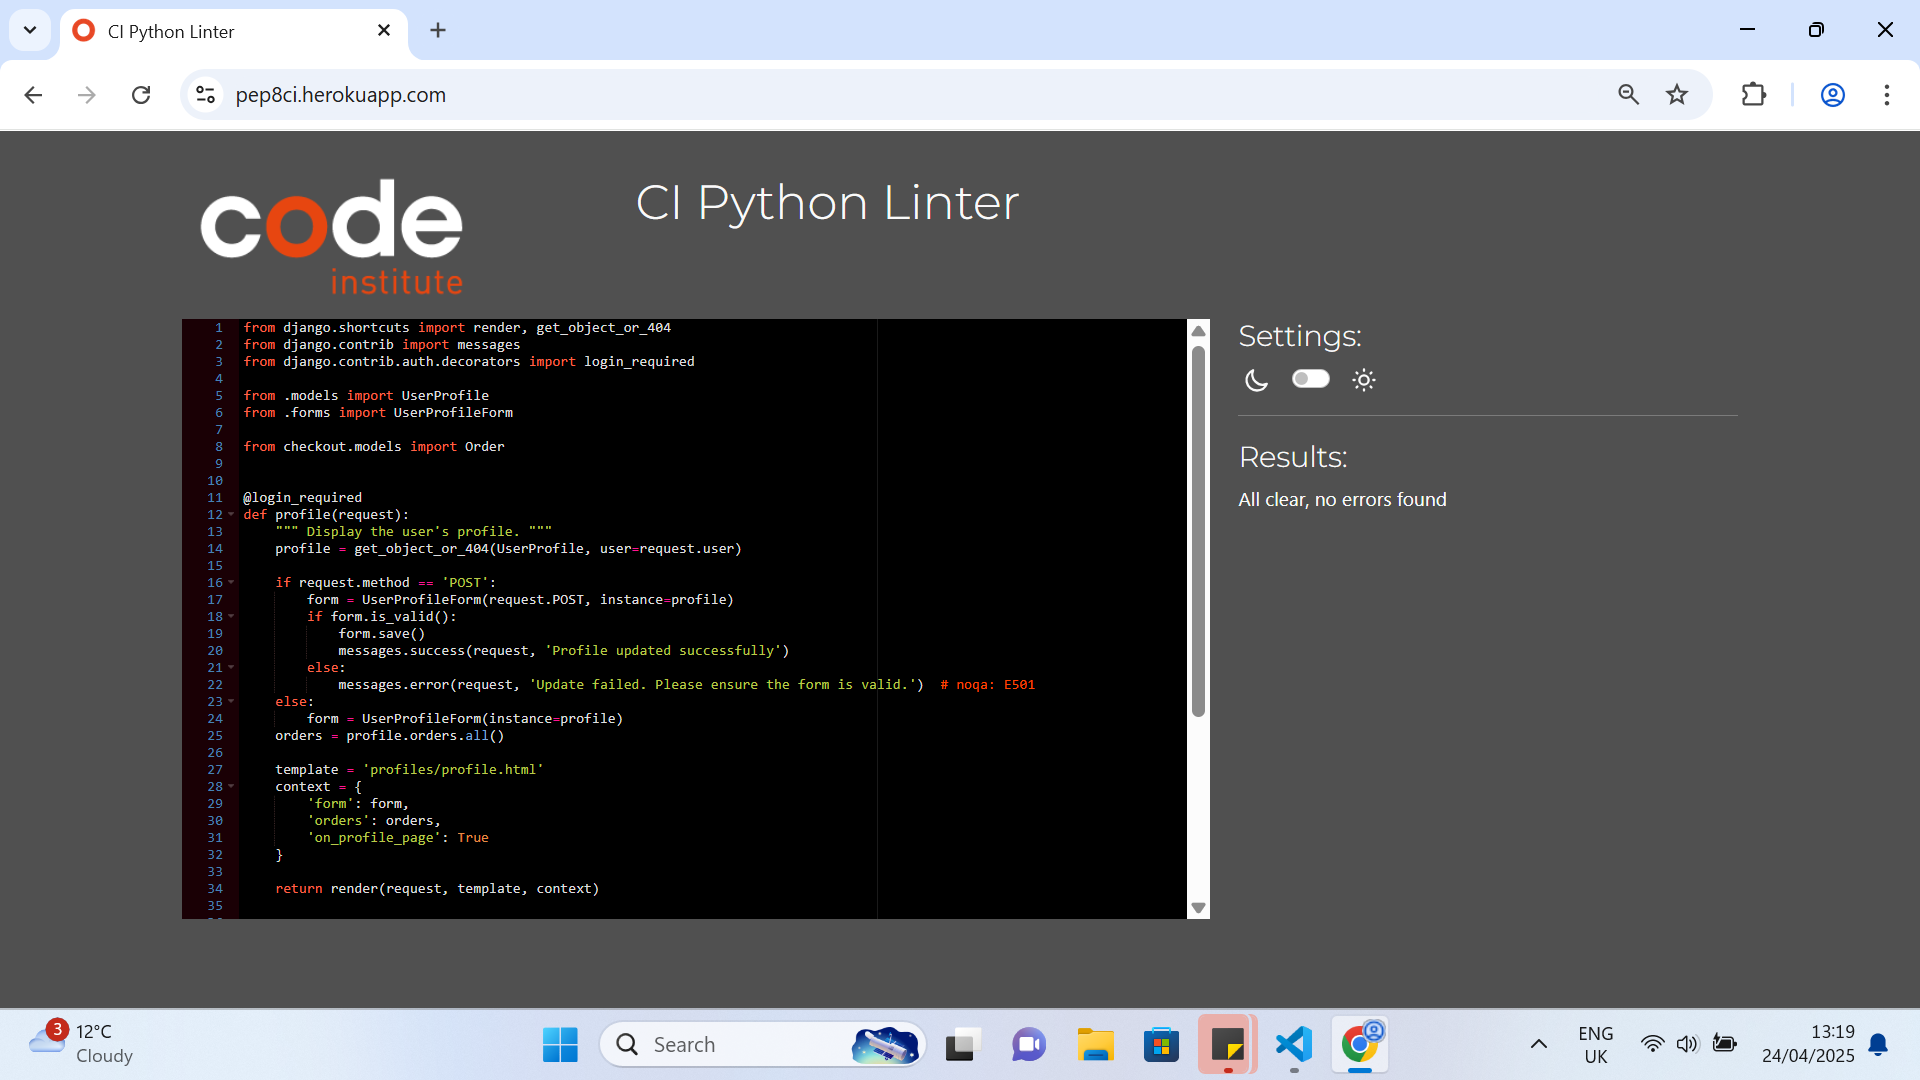 CI Python Linter
pep8ci.herokuapp.com
code
institute
CI Python Linter
1 from django.shortcuts import render, get_object_or_404
2 from django.contrib import messages
3 from django.contrib.auth.decorators import login_required
4
5 from .models import UserProfile
6 from .forms import UserProfileForm
7
8 from checkout.models import Order
9
10
11 @login_required
12 def profile(request):
13     """ Display the user's profile. """
14     profile = get_object_or_404(UserProfile, user=request.user)
15
16     if request.method == 'POST':
17         form = UserProfileForm(request.POST, instance=profile)
18         if form.is_valid():
19             form.save()
20             messages.success(request, 'Profile updated successfully')
21         else:
22             messages.error(request, 'Update failed. Please ensure the form is valid.')  # noqa: E501
23     else:
24         form = UserProfileForm(instance=profile)
25     orders = profile.orders.all()
26
27     template = 'profiles/profile.html'
28     context = {
29         'form': form,
30         'orders': orders,
31         'on_profile_page': True
32     }
33
34     return render(request, template, context)
35
Settings:
Results:
All clear, no errors found
3
12°C
Cloudy
Search
ENG
UK
13:19
24/04/2025